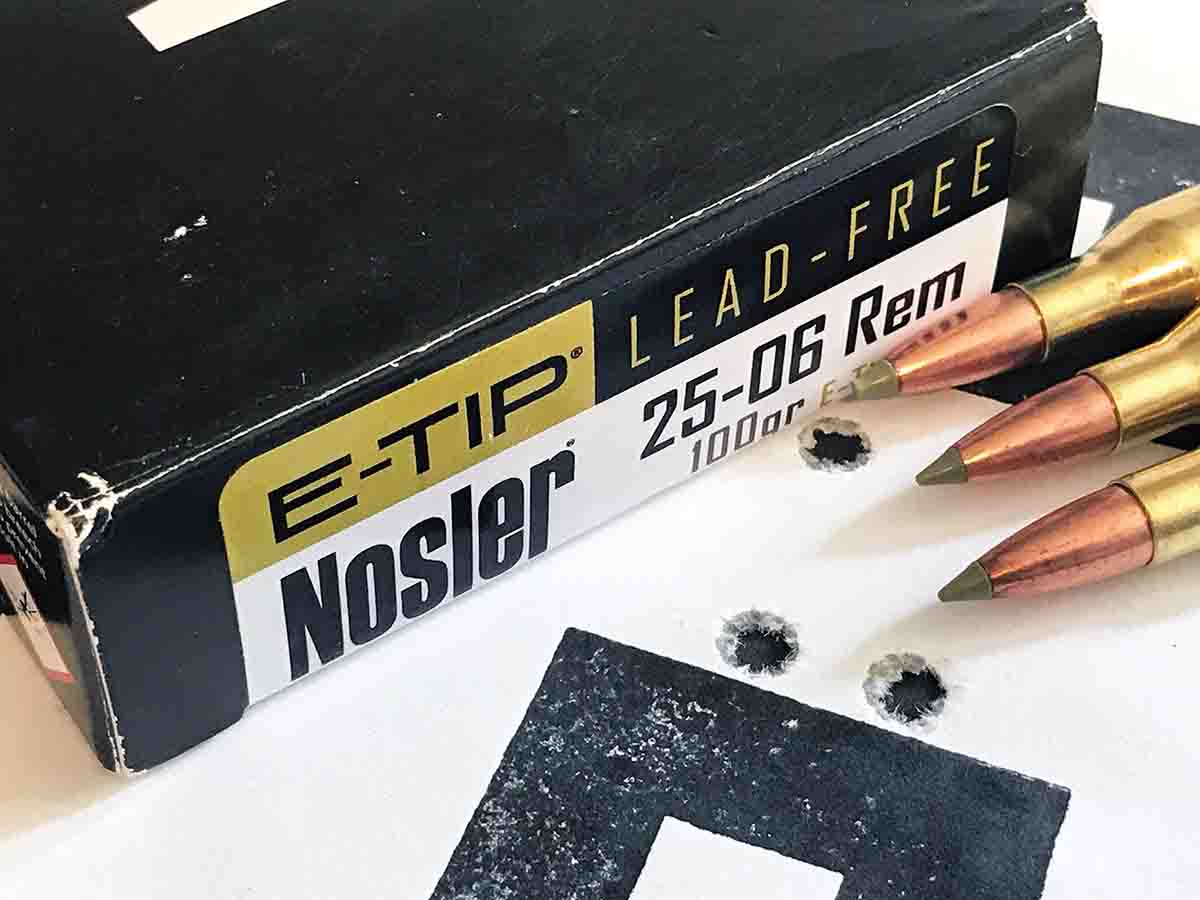 E-TIP®
LEAD-FREE
Nosler®
25-06 Rem
100gr E-T